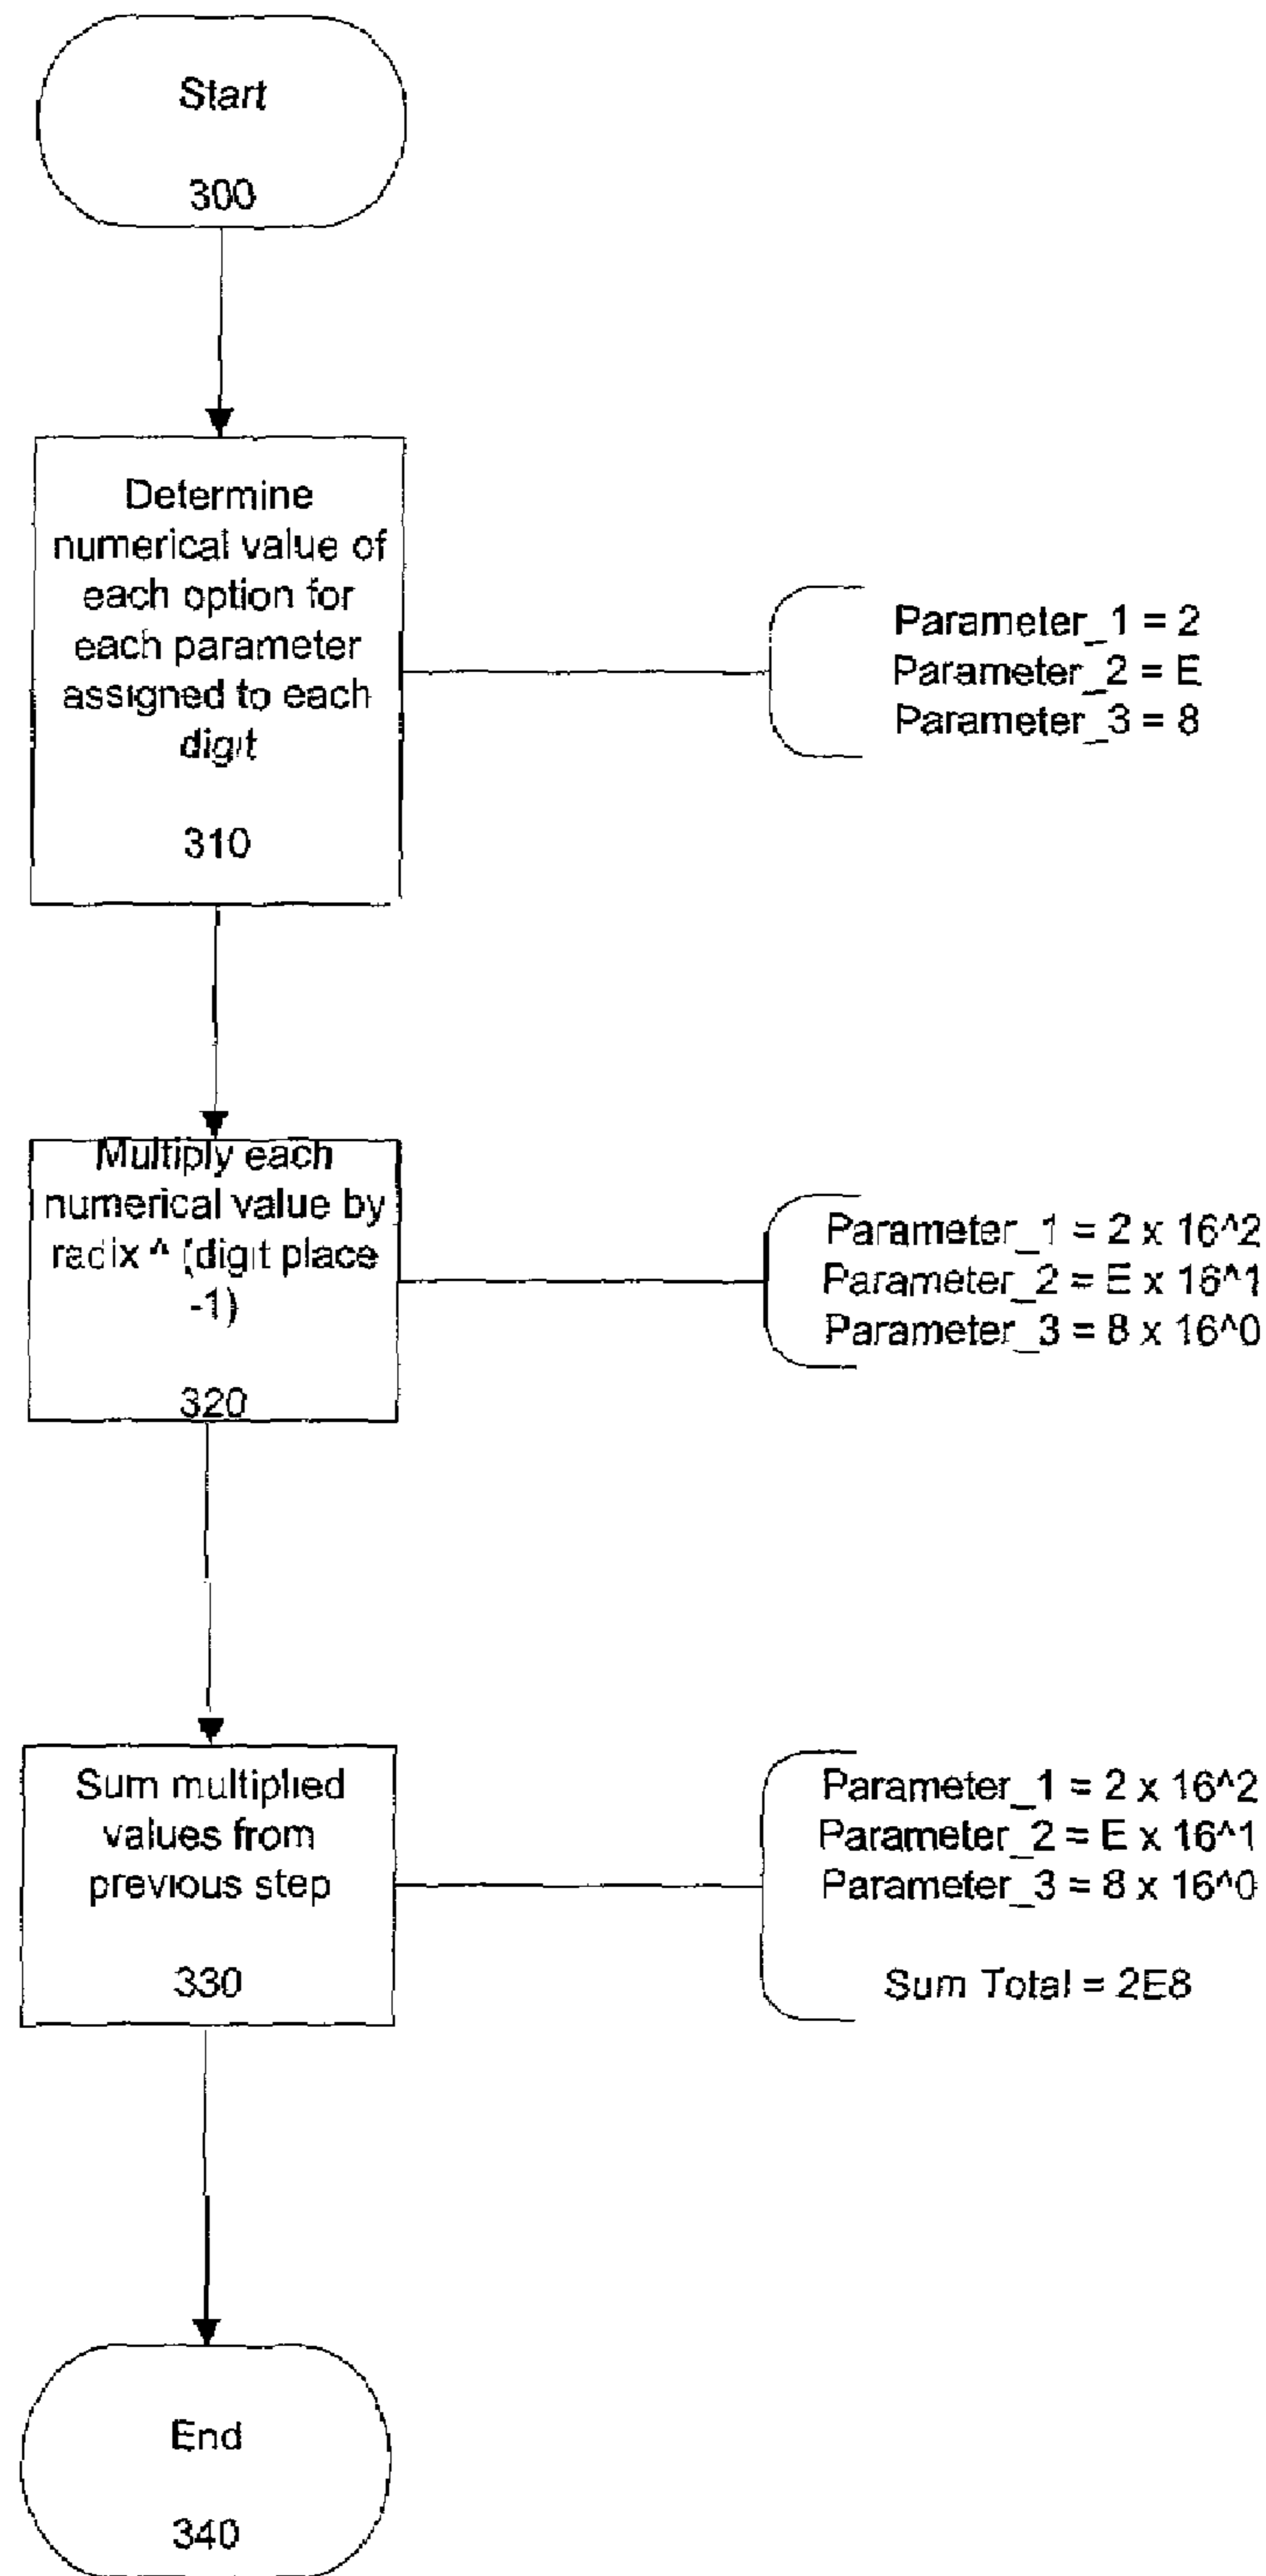 Start
300
Determine
numerical value of
each option for
each parameter
assigned to each
digit
310
Parameter_1 = 2
Parameter_2 = E
Parameter_3 = 8
Multiply each
numerical value by
radix ^ (digit place
-1)
320
Parameter_1 = 2 x 16^2
Parameter_2 = E x 16^1
Parameter_3 = 8 x 16^0
Sum multiplied
values from
previous step
330
Parameter_1 = 2 x 16^2
Parameter_2 = E x 16^1
Parameter_3 = 8 x 16^0
Sum Total = 2E8
End
340